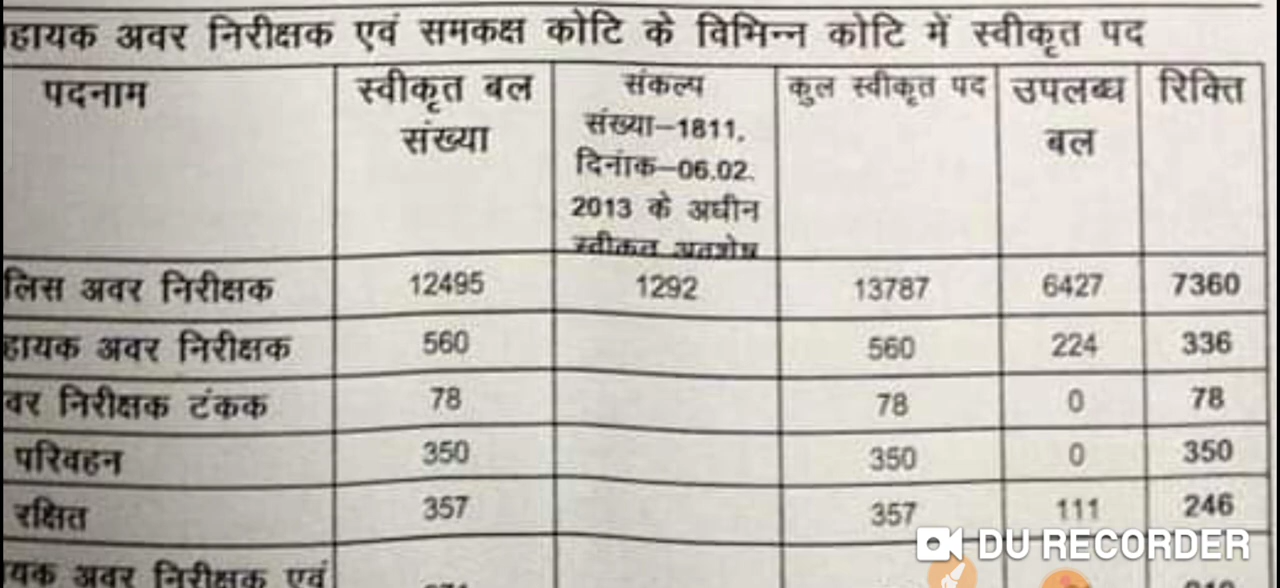 हायक अवर निरीक्षक एवं समकक्ष कोटि के विभिन्न कोटि में स्वीकृत पद
पदनाम स्वीकृत बल संख्या संकल्प संख्या–1811, दिनांक–06.02. 2013 के अधीन स्वीकृत अवशेष कुल स्वीकृत पद उपलब्ध बल रिक्ति
लिस अवर निरीक्षक 12495 1292 13787 6427 7360
हायक अवर निरीक्षक 560 560 224 336
वर निरीक्षक टंकक 78 78 0 78
परिवहन 350 350 0 350
रक्षित 357 357 111 246
यक अवर निरीक्षक एवं
DU RECORDER